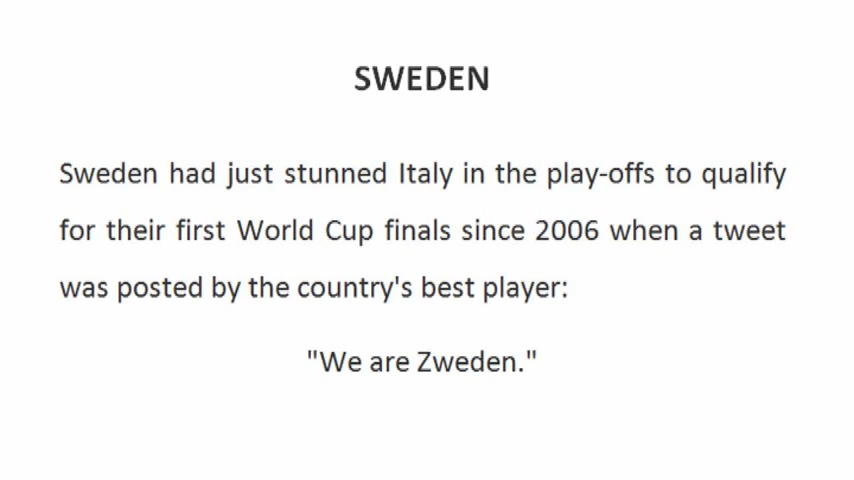 SWEDEN
Sweden had just stunned Italy in the play-offs to qualify
for their first World Cup finals since 2006 when a tweet
was posted by the country's best player:
"We are Zweden."